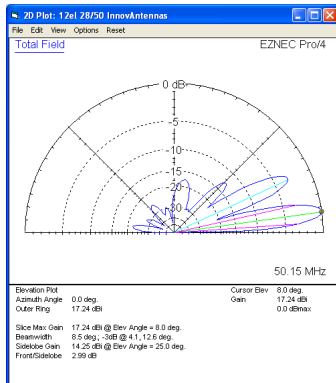 2D Plot: 12el 28/50 InnovAntennas
File Edit View Options Reset
Total Field
EZNEC Pro/4
0 dB
-5
-10
-15
-20
-30
50.15 MHz
Elevation Plot
Azimuth Angle 0.0 deg.
Outer Ring 17.24 dBi
Cursor Elev 8.0 deg.
Gain 17.24 dBi
0.0 dBmax
Slice Max Gain 17.24 dBi @ Elev Angle = 8.0 deg.
Beamwidth 8.5 deg.; -3dB @ 4.1, 12.6 deg.
Sidelobe Gain 14.25 dBi @ Elev Angle = 25.0 deg.
Front/Sidelobe 2.99 dB